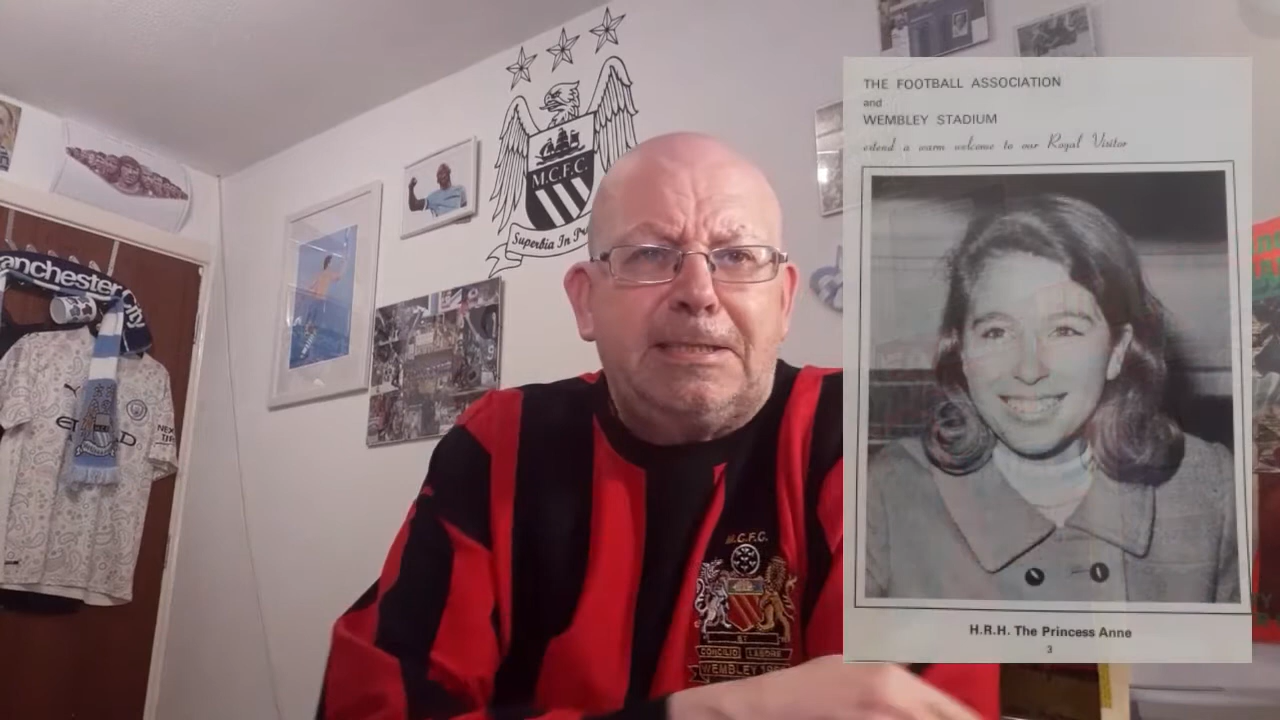 THE FOOTBALL ASSOCIATION
and
WEMBLEY STADIUM
extend a warm welcome to our Royal Visitor
H.R.H. The Princess Anne
3
M.C.F.C.
Superbia In
anchester City
M.C.F.C.
CONCILIO LABORE
WEMBLEY